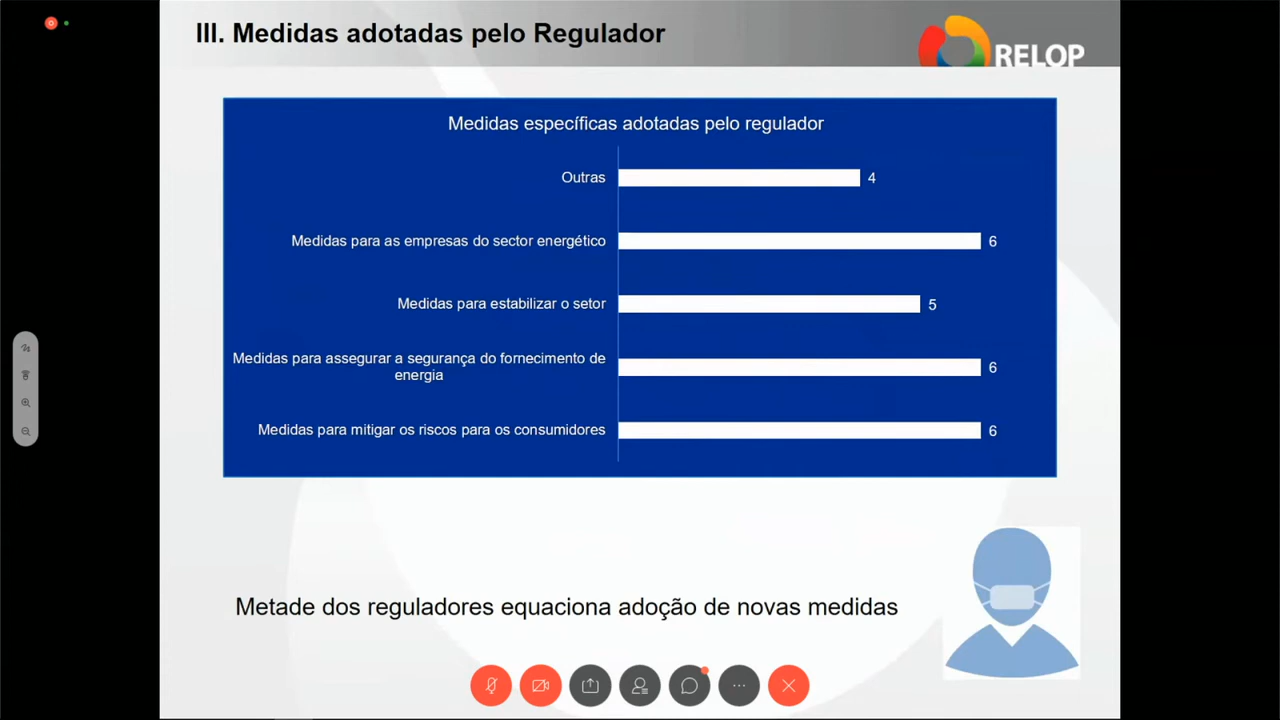 III. Medidas adotadas pelo Regulador
RELOP
Medidas específicas adotadas pelo regulador
Outras
4
Medidas para as empresas do sector energético
6
Medidas para estabilizar o setor
5
Medidas para assegurar a segurança do fornecimento de
energia
6
Medidas para mitigar os riscos para os consumidores
6
Metade dos reguladores equaciona adoção de novas medidas